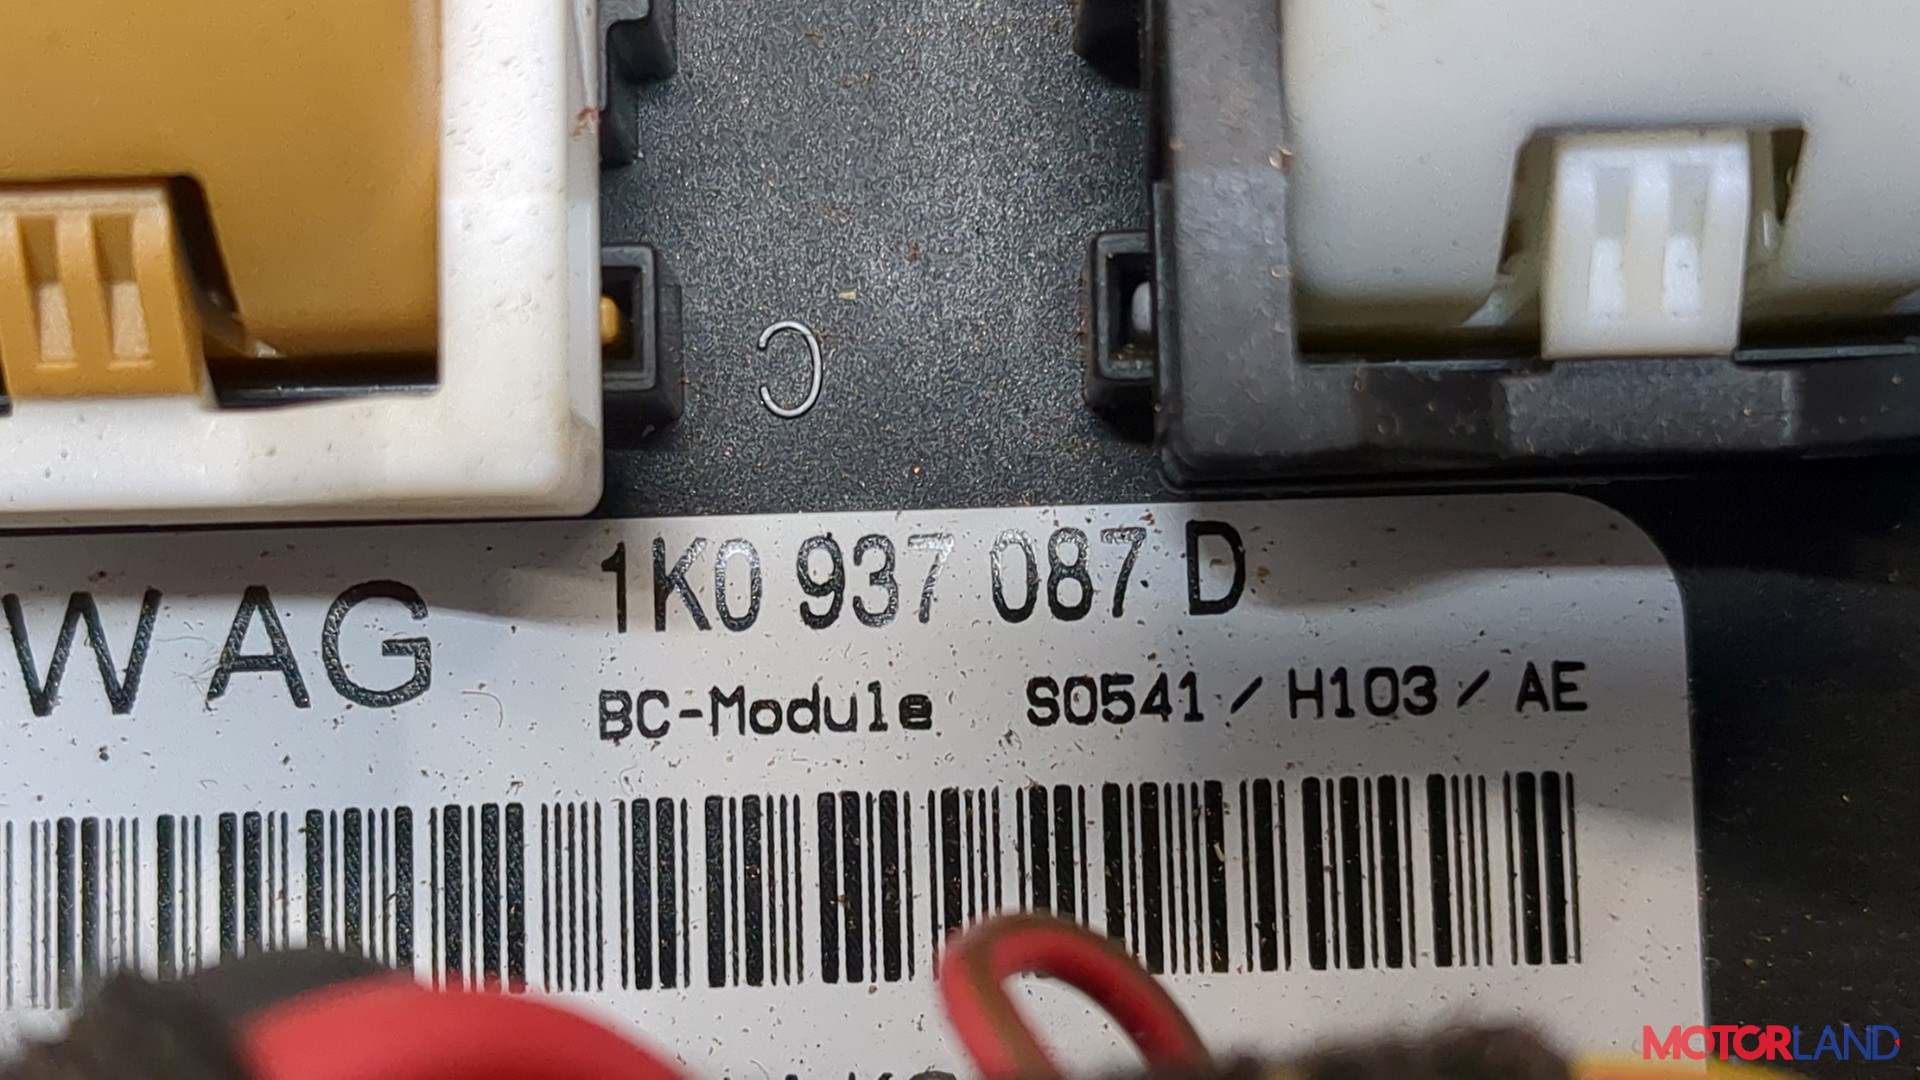 C
1K0 937 087 D
W AG
BC-Module S0541 / H103 / AE
MOTORLAND